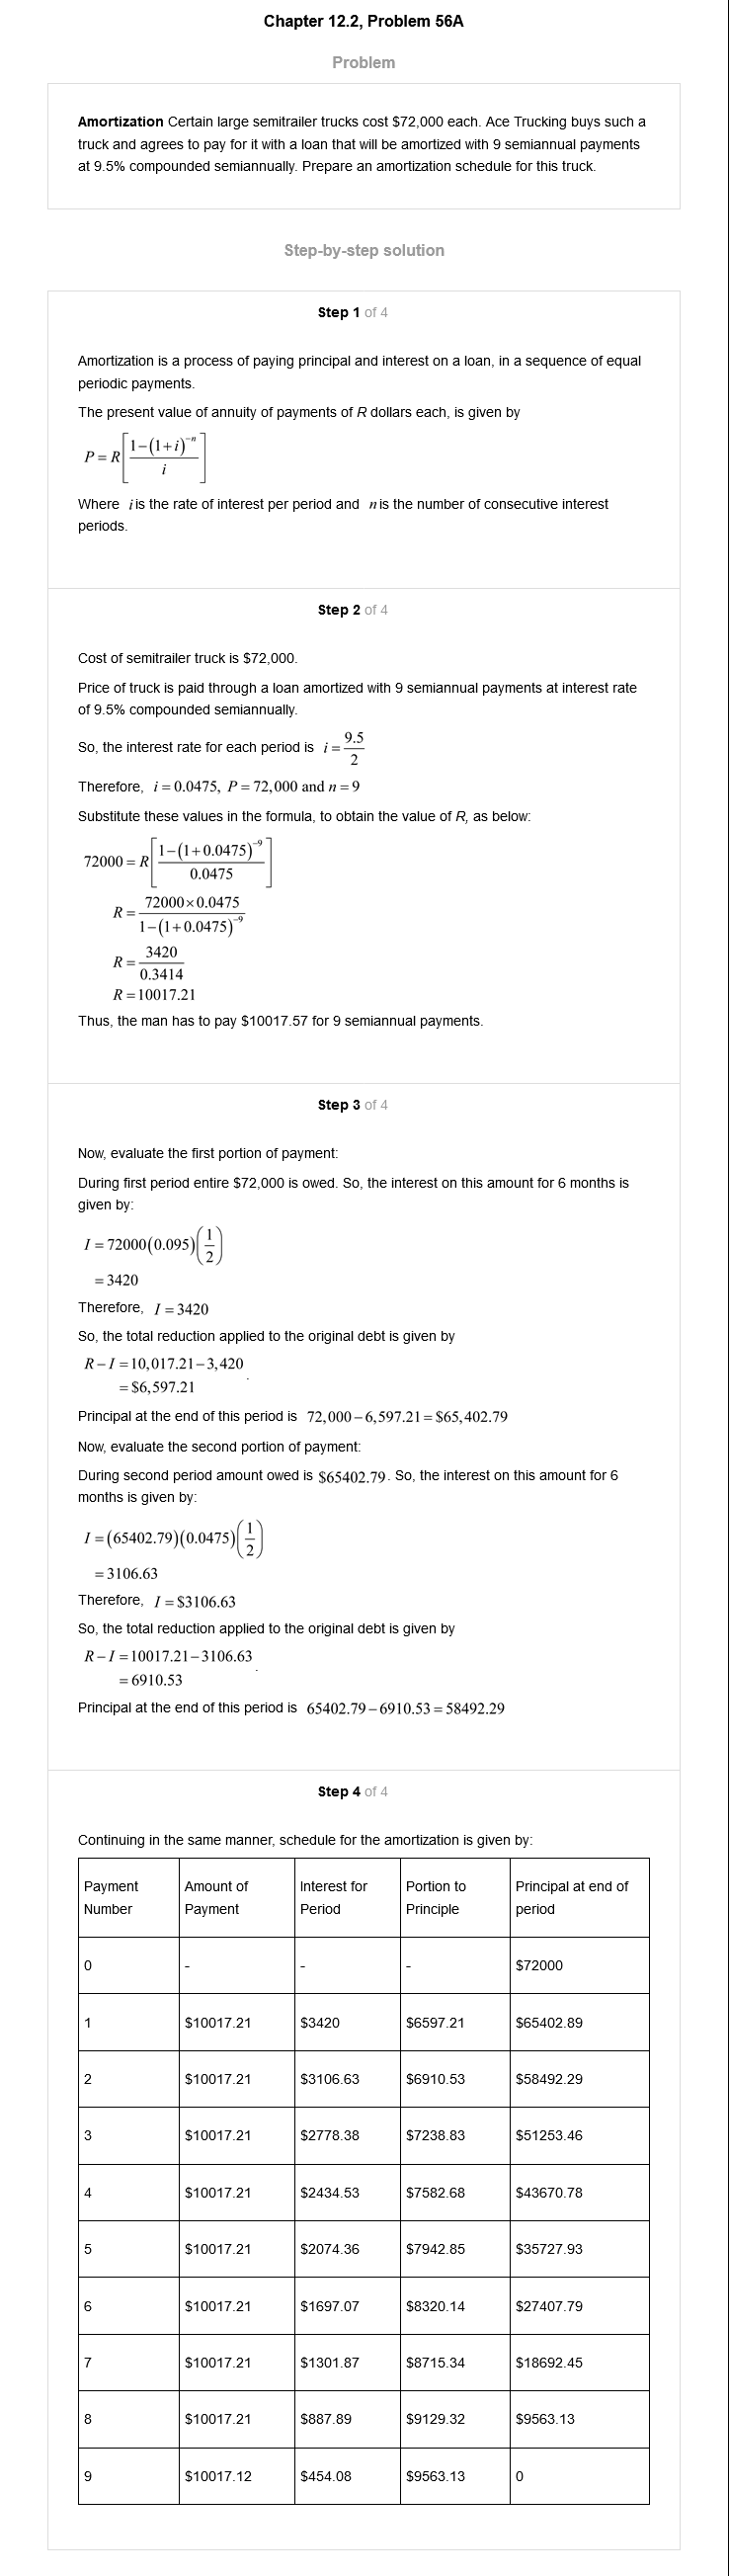 Chapter 12.2, Problem 56A
Problem
Amortization Certain large semitrailer trucks cost $72,000 each. Ace Trucking buys such a
truck and agrees to pay for it with a loan that will be amortized with 9 semiannual payments
at 9.5% compounded semiannually. Prepare an amortization schedule for this truck.
Step-by-step solution
Step 1 of 4
Amortization is a process of paying principal and interest on a loan, in a sequence of equal
periodic payments.
The present value of annuity of payments of R dollars each, is given by
P = R[(1−(1+i)^−n)/i]
Where i is the rate of interest per period and n is the number of consecutive interest
periods.
Step 2 of 4
Cost of semitrailer truck is $72,000.
Price of truck is paid through a loan amortized with 9 semiannual payments at interest rate
of 9.5% compounded semiannually.
So, the interest rate for each period is i = 9.5/2
Therefore, i = 0.0475, P = 72,000 and n = 9
Substitute these values in the formula, to obtain the value of R, as below:
72000 = R[(1−(1+0.0475)^−9)/0.0475]
R = (72000×0.0475)/(1−(1+0.0475)^−9)
R = 3420/0.3414
R = 10017.21
Thus, the man has to pay $10017.57 for 9 semiannual payments.
Step 3 of 4
Now, evaluate the first portion of payment:
During first period entire $72,000 is owed. So, the interest on this amount for 6 months is
given by:
I = 72000(0.095)(1/2)
= 3420
Therefore, I = 3420
So, the total reduction applied to the original debt is given by
R − I = 10,017.21 − 3,420
= $6,597.21
.
Principal at the end of this period is 72,000 − 6,597.21 = $65,402.79
Now, evaluate the second portion of payment:
During second period amount owed is $65402.79. So, the interest on this amount for 6
months is given by:
I = (65402.79)(0.0475)(1/2)
= 3106.63
Therefore, I = $3106.63
So, the total reduction applied to the original debt is given by
R − I = 10017.21 − 3106.63
= 6910.53
.
Principal at the end of this period is 65402.79 − 6910.53 = 58492.29
Step 4 of 4
Continuing in the same manner, schedule for the amortization is given by:
Payment Number | Amount of Payment | Interest for Period | Portion to Principle | Principal at end of period
0 | - | - | - | $72000
1 | $10017.21 | $3420 | $6597.21 | $65402.89
2 | $10017.21 | $3106.63 | $6910.53 | $58492.29
3 | $10017.21 | $2778.38 | $7238.83 | $51253.46
4 | $10017.21 | $2434.53 | $7582.68 | $43670.78
5 | $10017.21 | $2074.36 | $7942.85 | $35727.93
6 | $10017.21 | $1697.07 | $8320.14 | $27407.79
7 | $10017.21 | $1301.87 | $8715.34 | $18692.45
8 | $10017.21 | $887.89 | $9129.32 | $9563.13
9 | $10017.12 | $454.08 | $9563.13 | 0